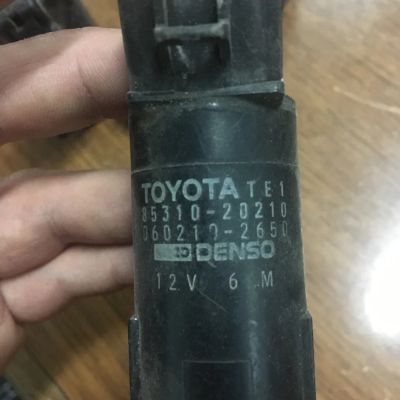 TOYOTA TE1
85310-20210
060210-2650
DENSO
12V 6 M